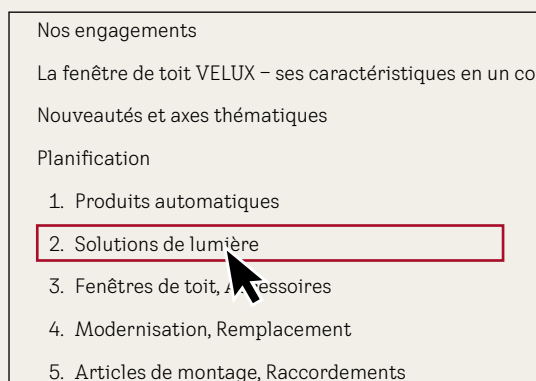 Nos engagements
La fenêtre de toit VELUX – ses caractéristiques en un co
Nouveautés et axes thématiques
Planification
1. Produits automatiques
2. Solutions de lumière
3. Fenêtres de toit,
4. Modernisation, Remplacement
5. Articles de montage, Raccordements